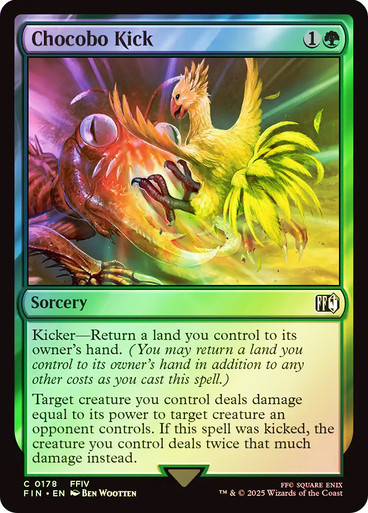 Chocobo Kick 1
Sorcery
FFIV
Kicker—Return a land you control to its
owner's hand. (You may return a land you
control to its owner's hand in addition to any
other costs as you cast this spell.)
Target creature you control deals damage
equal to its power to target creature an
opponent controls. If this spell was kicked, the
creature you control deals twice that much
damage instead.
C 0178 FFIV
FIN • EN Ben Wootten
FF© SQUARE ENIX
™ & © 2025 Wizards of the Coast